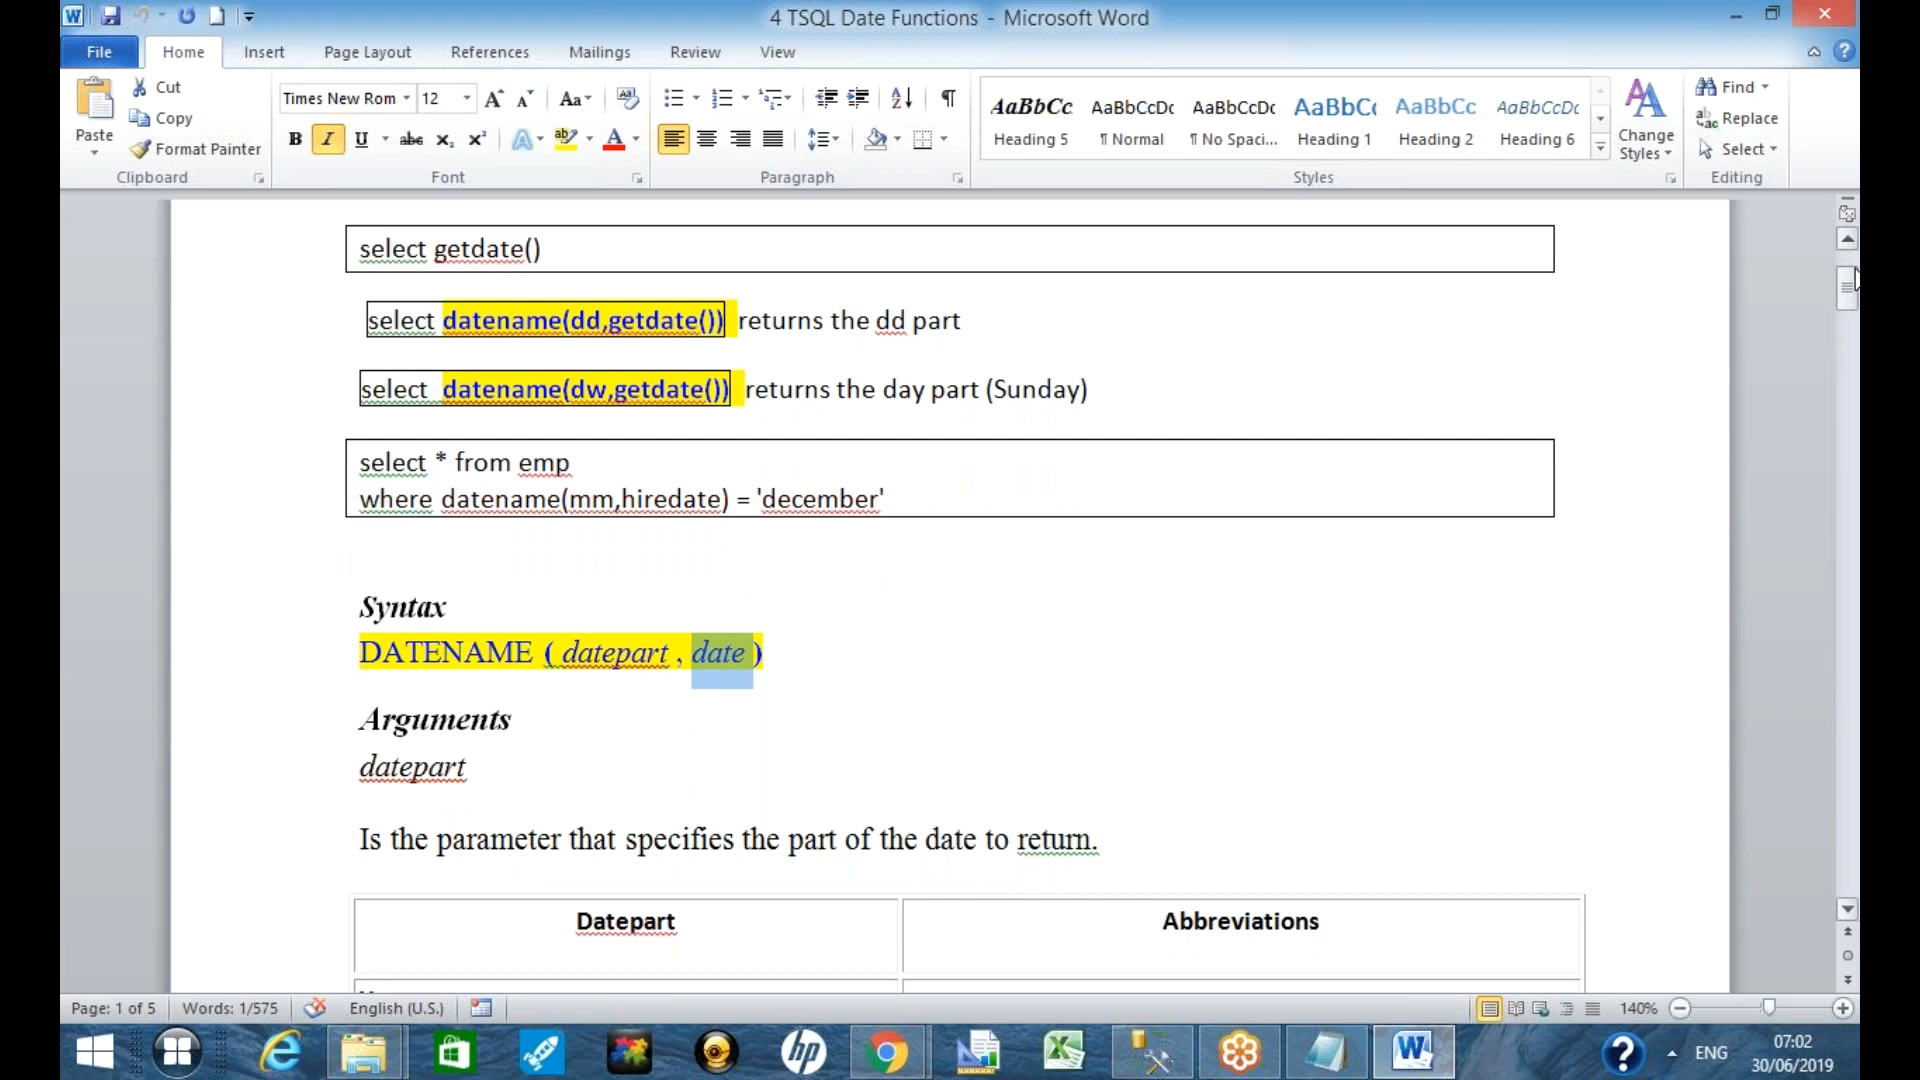 4 TSQL Date Functions - Microsoft Word
File Home Insert Page Layout References Mailings Review View
Paste
Cut
Copy
Format Painter
Clipboard
Times New Rom 12
Font
Paragraph
AaBbCc AaBbCcDc AaBbCcDc AaBbC AaBbCc AaBbCcDc
Heading 5 ¶ Normal ¶ No Spaci... Heading 1 Heading 2 Heading 6
Styles
Change Styles
Find
Replace
Select
Editing
select getdate()
select datename(dd,getdate()) returns the dd part
select datename(dw,getdate()) returns the day part (Sunday)
select * from emp
where datename(mm,hiredate) = 'december'
Syntax
DATENAME ( datepart , date )
Arguments
datepart
Is the parameter that specifies the part of the date to return.
Datepart Abbreviations
Page: 1 of 5 Words: 1/575 English (U.S.) 140%
ENG 07:02
30/06/2019